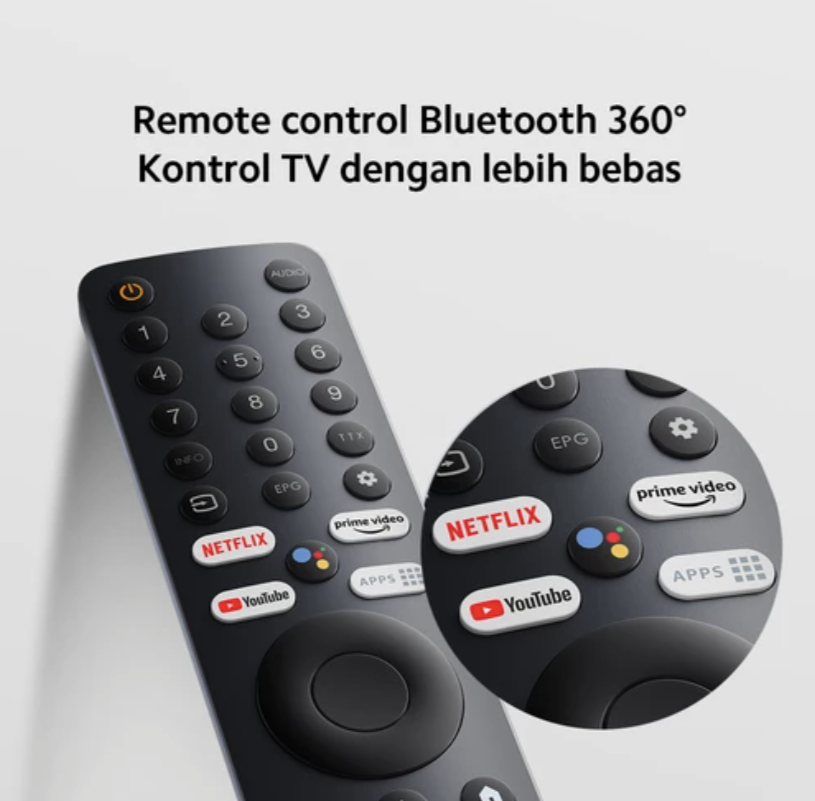 Remote control Bluetooth 360°
Kontrol TV dengan lebih bebas
AUDIO
1 2 3
4 5 6
7 8 9
INFO 0 TTX
EPG
NETFLIX
prime video
YouTube
APPS
0
EPG
NETFLIX
prime video
YouTube
APPS